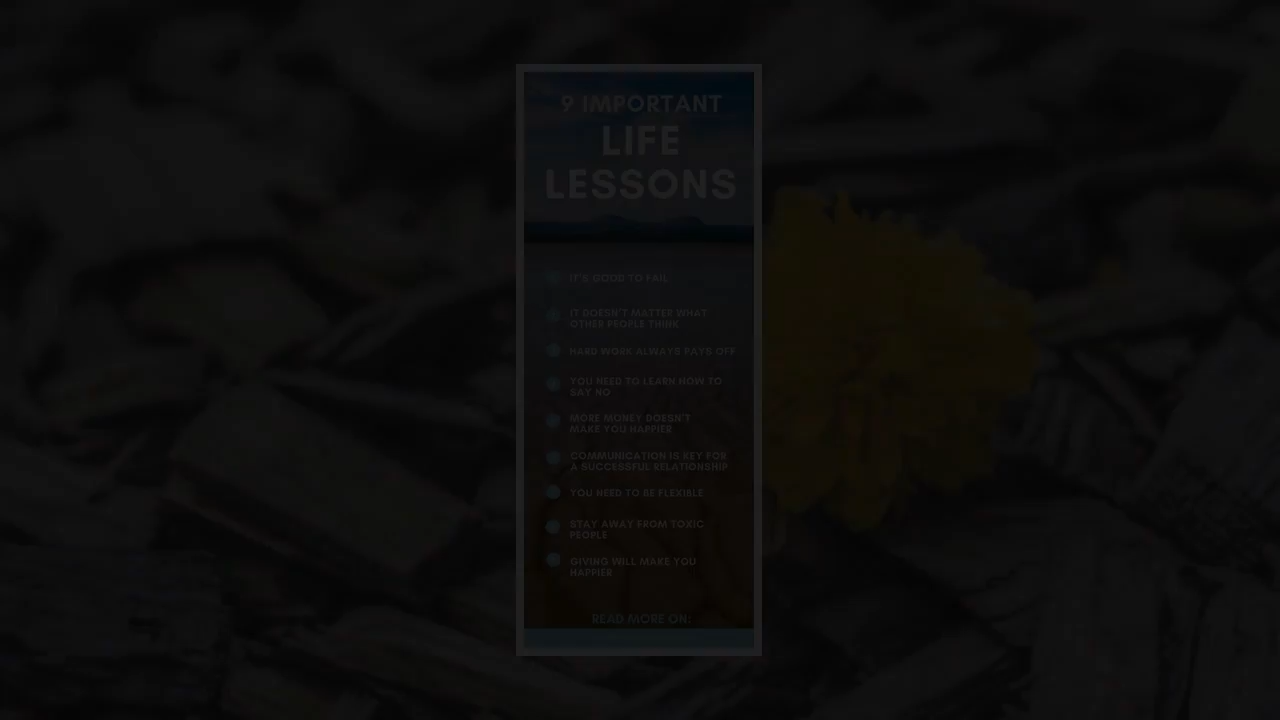 9 IMPORTANT
LIFE
LESSONS
IT'S GOOD TO FAIL
IT DOESN'T MATTER WHAT
OTHER PEOPLE THINK
HARD WORK ALWAYS PAYS OFF
YOU NEED TO LEARN HOW TO
SAY NO
MORE MONEY DOESN'T
MAKE YOU HAPPIER
COMMUNICATION IS KEY FOR
A SUCCESSFUL RELATIONSHIP
YOU NEED TO BE FLEXIBLE
STAY AWAY FROM TOXIC
PEOPLE
GIVING WILL MAKE YOU
HAPPIER
READ MORE ON: